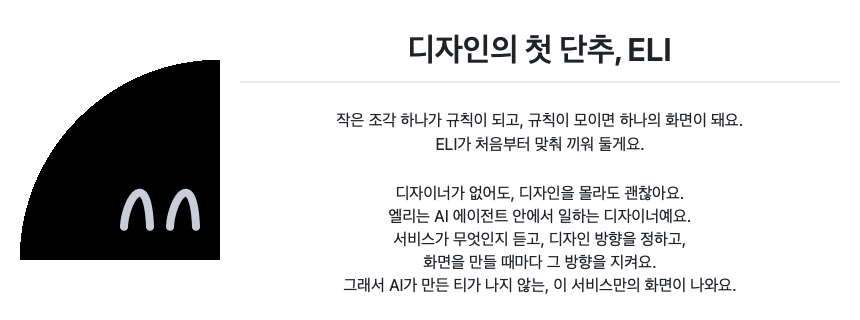 디자인의 첫 단추, ELI
작은 조각 하나가 규칙이 되고, 규칙이 모이면 하나의 화면이 돼요.
ELI가 처음부터 맞춰 끼워 둘게요.
디자이너가 없어도, 디자인을 몰라도 괜찮아요.
엘리는 AI 에이전트 안에서 일하는 디자이너예요.
서비스가 무엇인지 듣고, 디자인 방향을 정하고,
화면을 만들 때마다 그 방향을 지켜요.
그래서 AI가 만든 티가 나지 않는, 이 서비스만의 화면이 나와요.